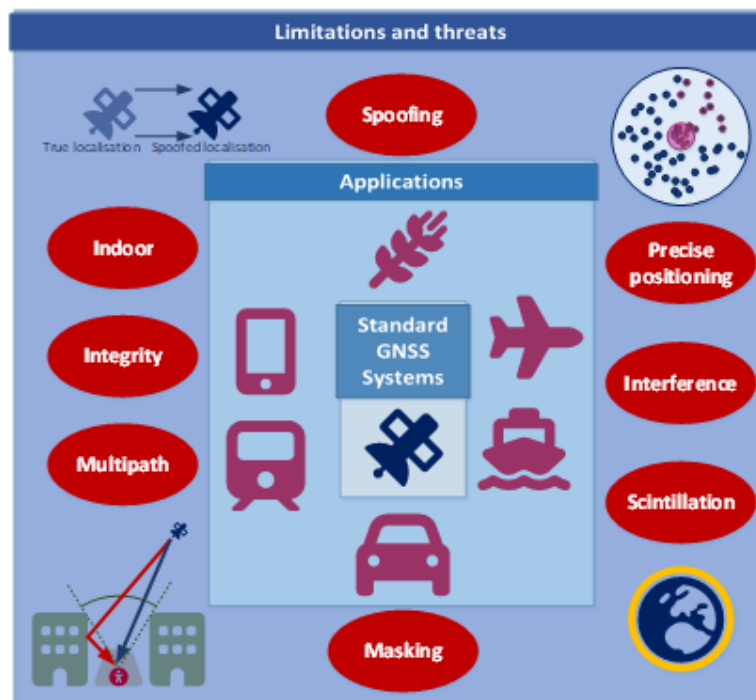 Limitations and threats
True localisation
Spoofed localisation
Spoofing
Applications
Indoor
Precise
positioning
Standard
GNSS
Systems
Integrity
Interference
Multipath
Scintillation
Masking